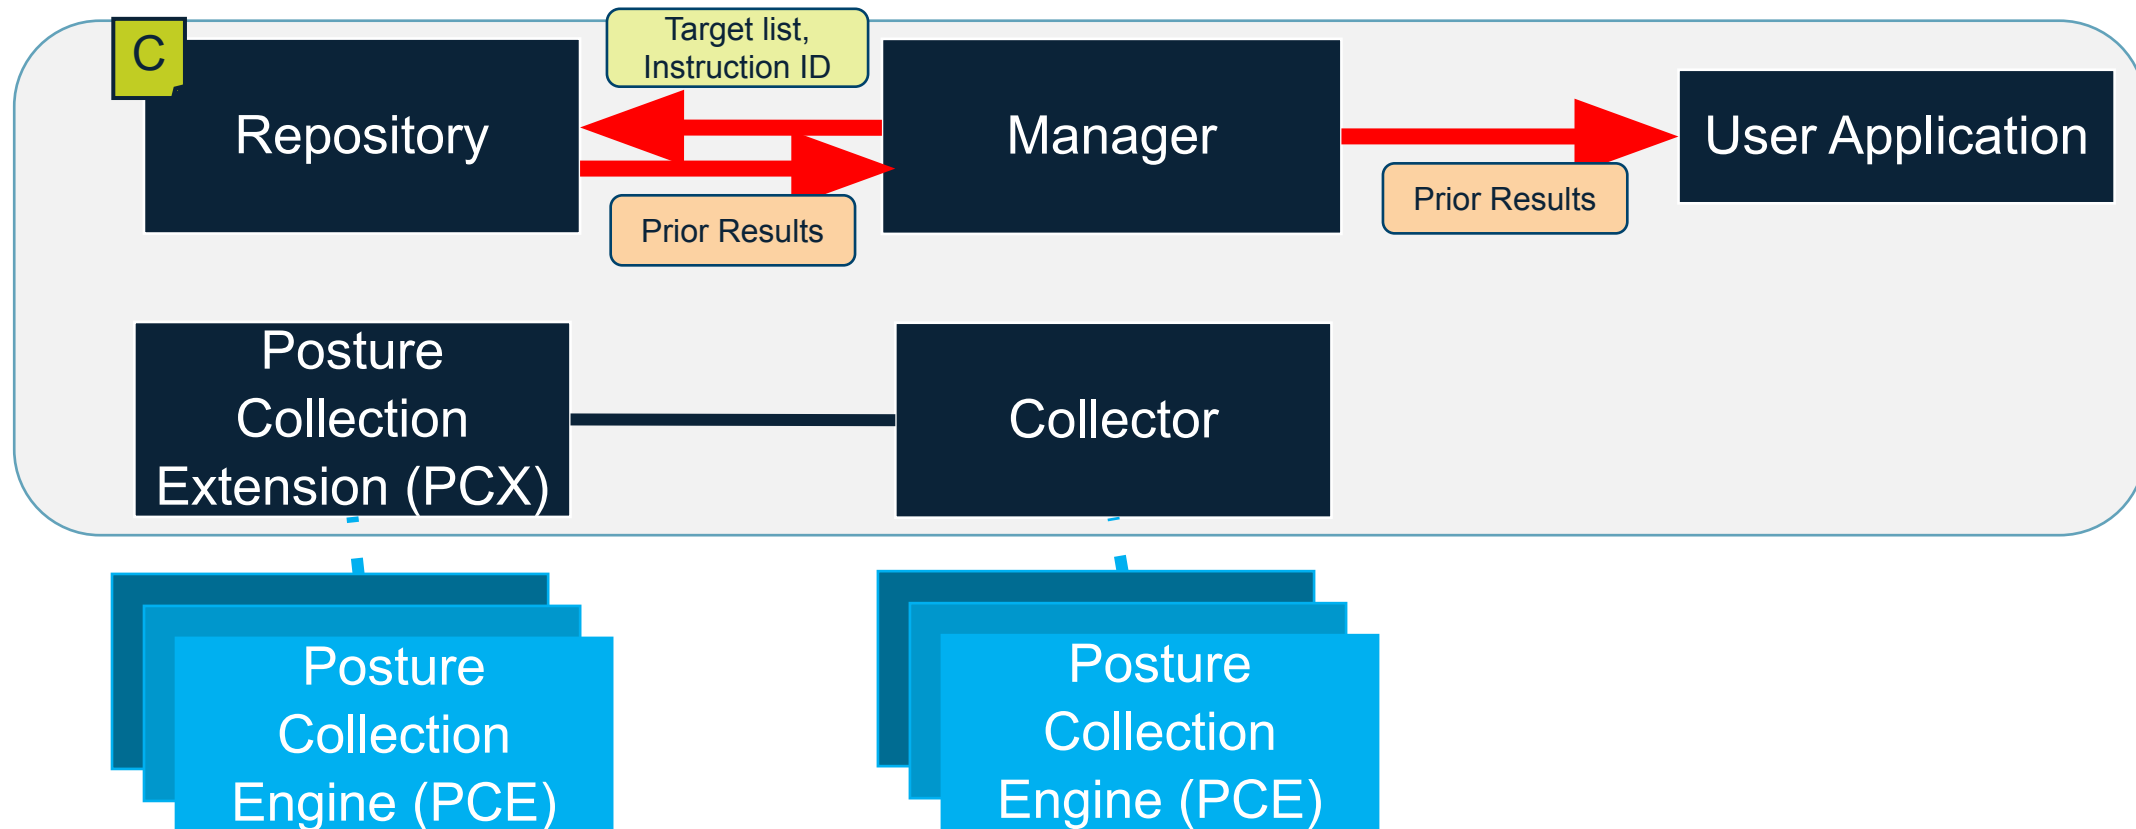 C
Target list,
Instruction ID
Repository
Manager
User Application
Prior Results
Prior Results
Posture
Collection
Extension (PCX)
Collector
Posture
Collection
Engine (PCE)
Posture
Collection
Engine (PCE)